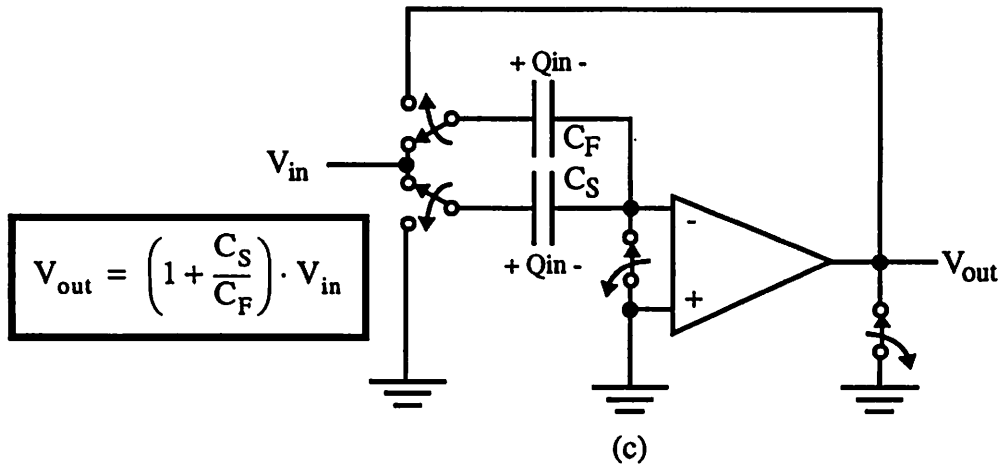 + Qin -
C_F
V_in
C_S
-
V_out = (1 + C_S/C_F) · V_in
+ Qin -
+
V_out
(c)